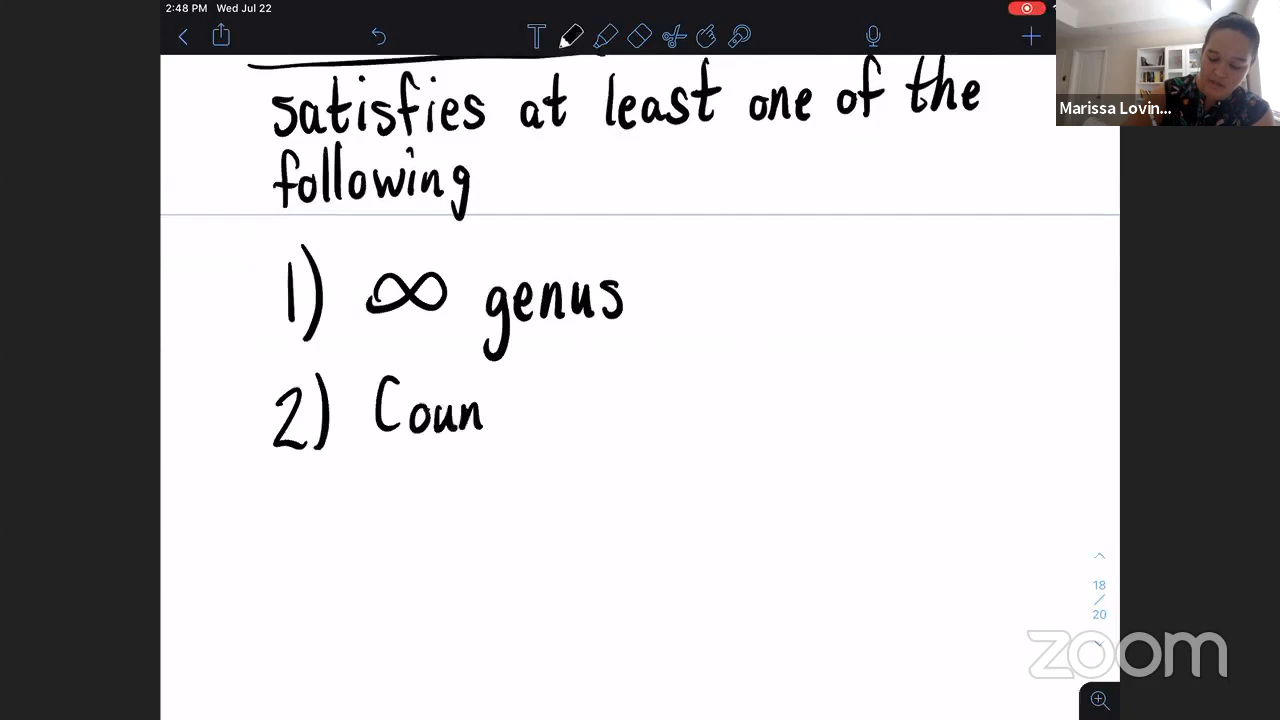 2:48 PM Wed Jul 22
satisfies at least one of the
following
1) ∞ genus
2) Coun
Marissa Lovin...
18
/
20
zoom